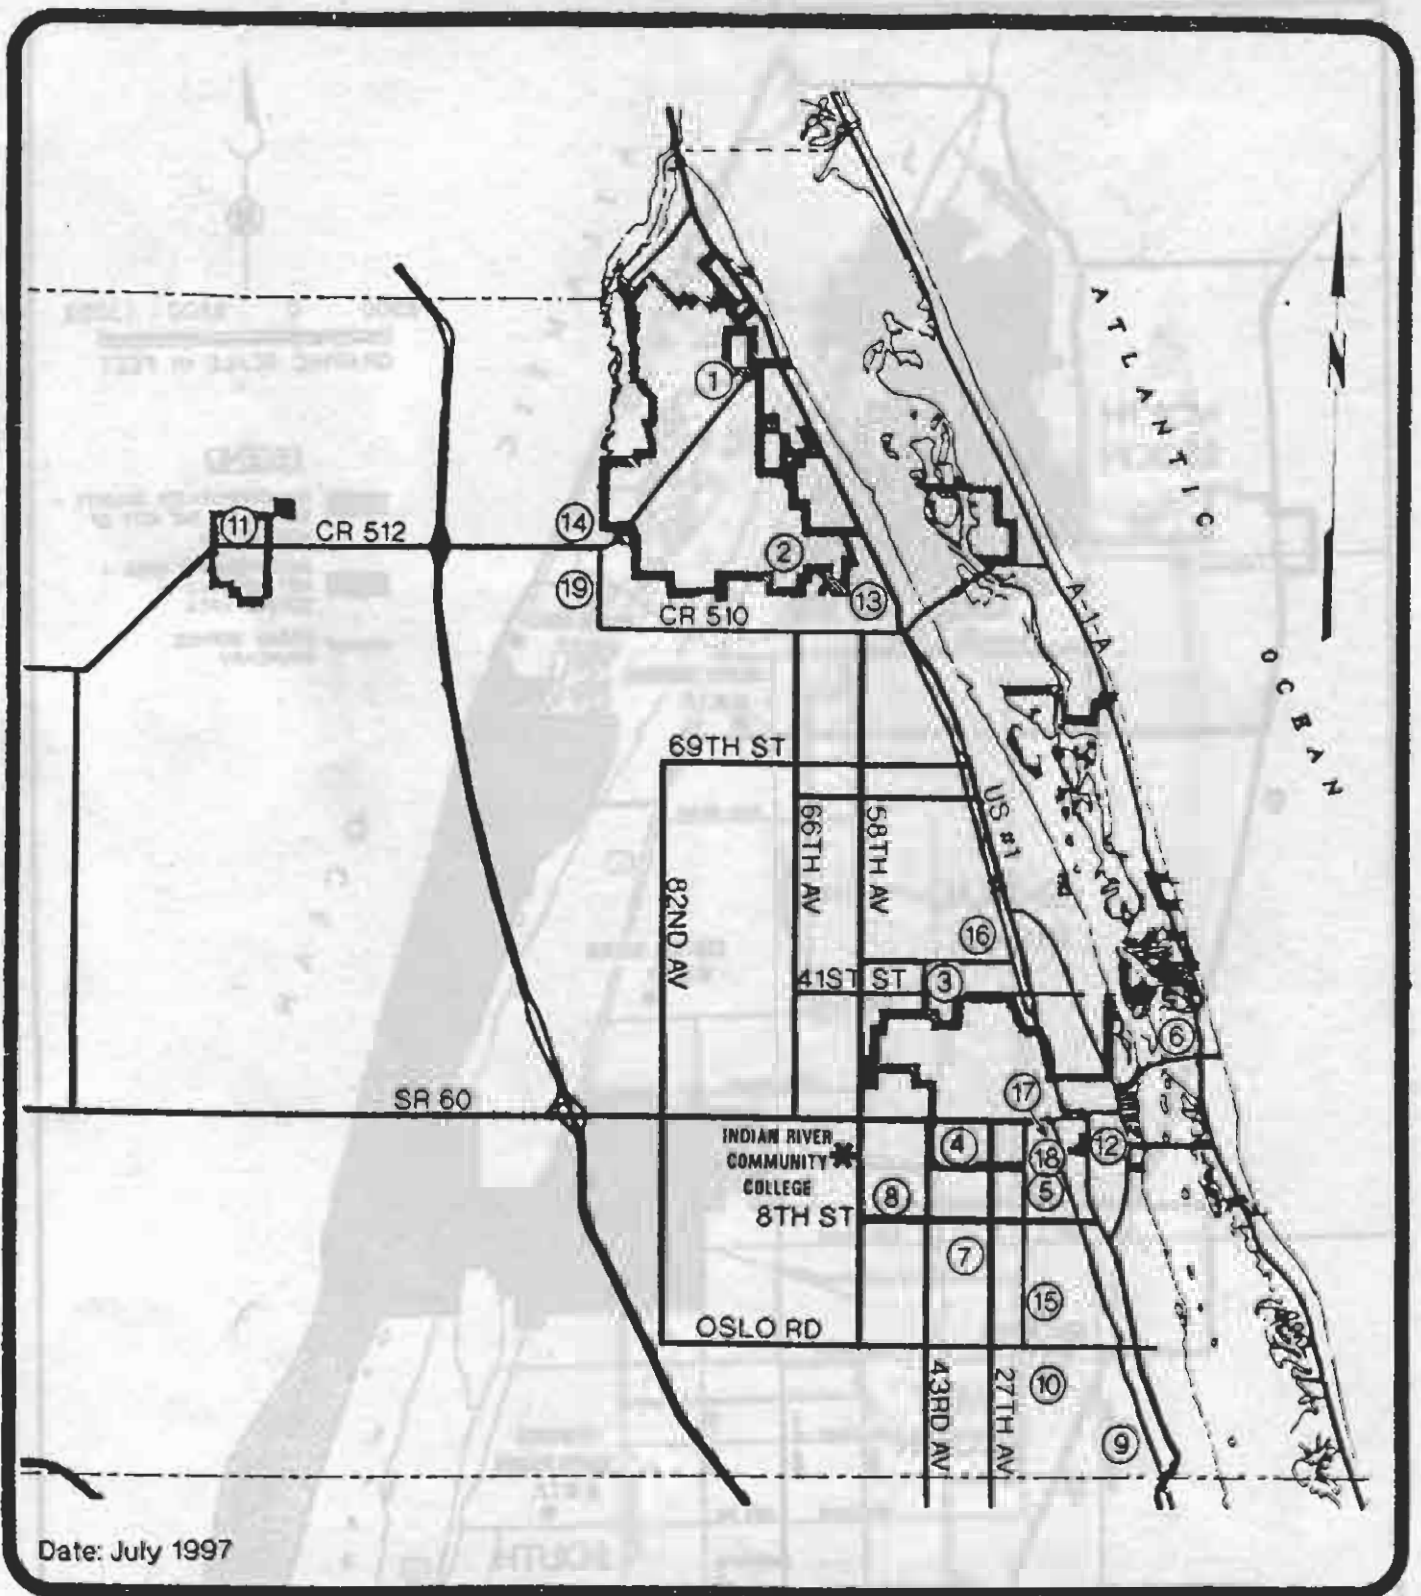 ATLANTIC
OCEAN
1
11
CR 512
14
2
19
13
CR 510
A-1-A
69TH ST
US #1
66TH AV
58TH AV
82ND AV
16
41ST ST
3
6
SR 60
17
INDIAN RIVER
COMMUNITY
COLLEGE
4
18
12
8
5
8TH ST
7
15
OSLO RD
43RD AV
27TH AV
10
9
N
Date: July 1997